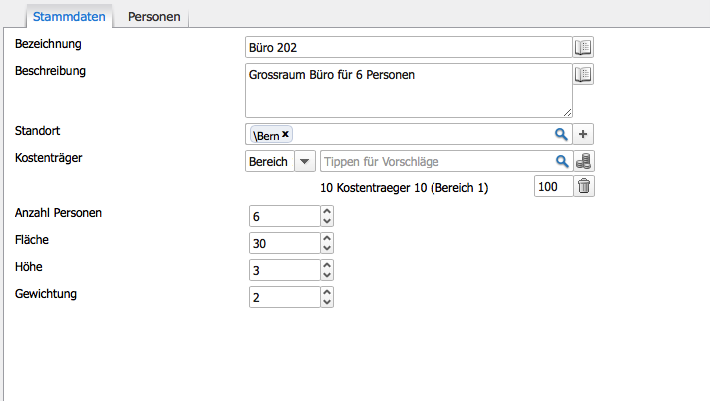 Stammdaten Personen
Bezeichnung Büro 202
Beschreibung Grossraum Büro für 6 Personen
Standort \Bern x
Kostenträger Bereich Tippen für Vorschläge
10 Kostentraeger 10 (Bereich 1) 100
Anzahl Personen 6
Fläche 30
Höhe 3
Gewichtung 2